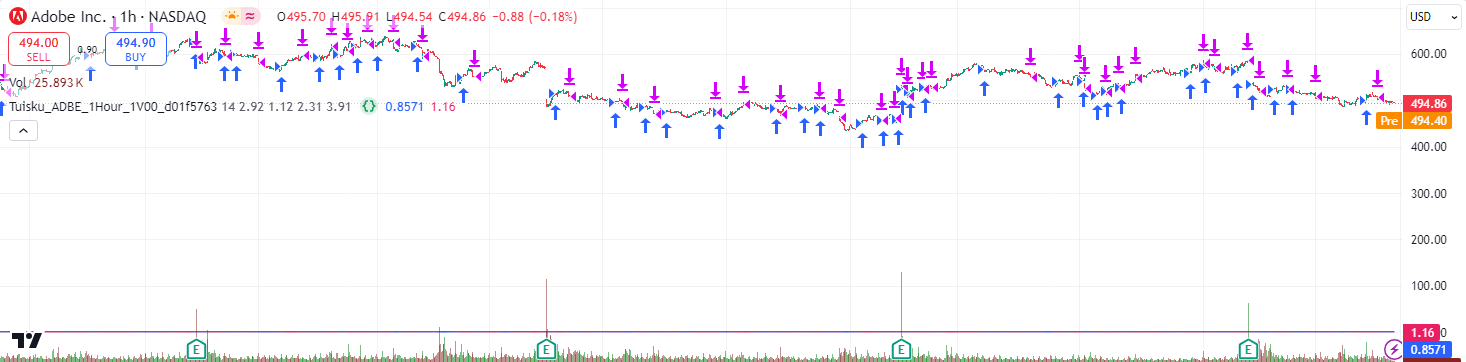 Adobe Inc. · 1h · NASDAQ O495.70 H495.91 L494.54 C494.86 −0.88 (−0.18%)
USD
494.00 SELL
0.90
494.90 BUY
Vol 25.893 K
Tuisku_ADBE_1Hour_1V00_d01f5763 14 2.92 1.12 2.31 3.91 0.8571 1.16
600.00
494.86
Pre 494.40
400.00
300.00
200.00
100.00
1.16
0.8571
E E E E